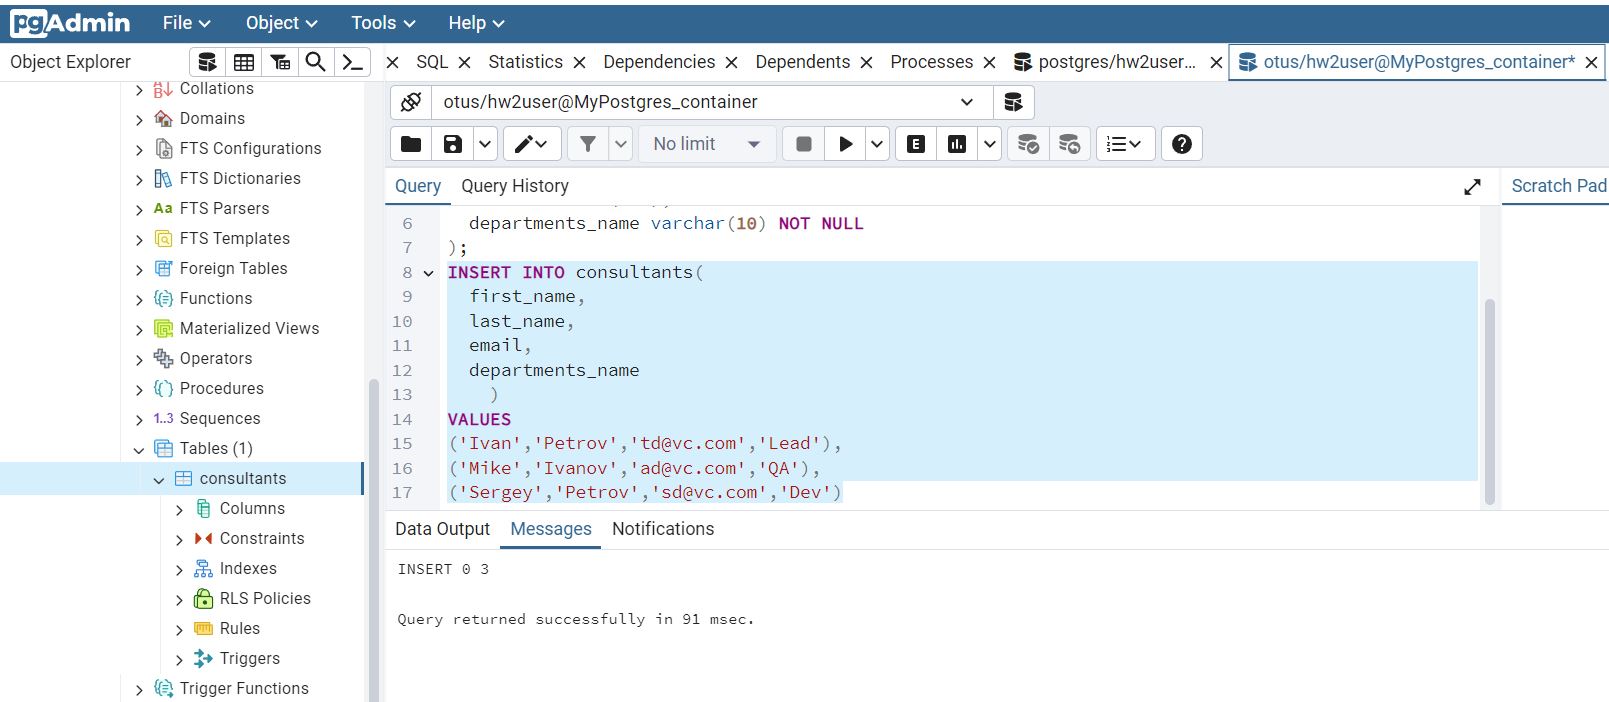 pgAdmin File Object Tools Help
Object Explorer
SQL Statistics Dependencies Dependents Processes postgres/hw2user... otus/hw2user@MyPostgres_container*
Collations
Domains
FTS Configurations
FTS Dictionaries
Aa FTS Parsers
FTS Templates
Foreign Tables
Functions
Materialized Views
Operators
Procedures
1..3 Sequences
Tables (1)
consultants
Columns
Constraints
Indexes
RLS Policies
Rules
Triggers
Trigger Functions
otus/hw2user@MyPostgres_container
No limit E
Query Query History Scratch Pad
6 departments_name varchar(10) NOT NULL
7 );
8 INSERT INTO consultants(
9 first_name,
10 last_name,
11 email,
12 departments_name
13 )
14 VALUES
15 ('Ivan','Petrov','td@vc.com','Lead'),
16 ('Mike','Ivanov','ad@vc.com','QA'),
17 ('Sergey','Petrov','sd@vc.com','Dev')
Data Output Messages Notifications
INSERT 0 3
Query returned successfully in 91 msec.